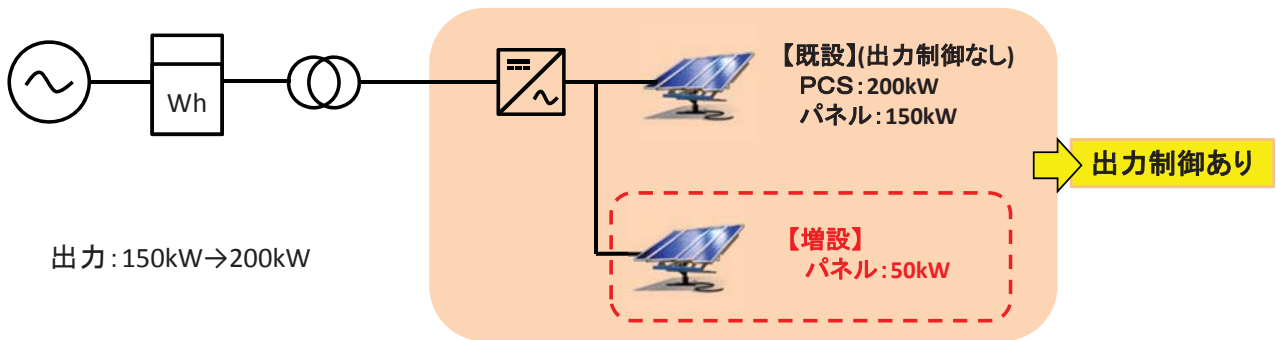 【既設】(出力制御なし)
PCS:200kW
パネル:150kW
Wh
出力制御あり
【増設】
パネル:50kW
出力:150kW→200kW